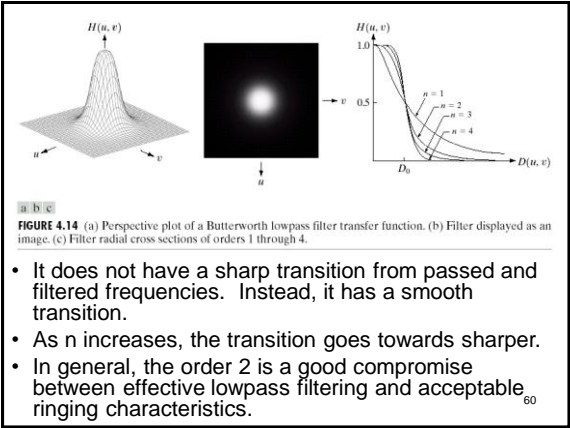 H(u, v)
u
v
v
u
H(u, v)
1.0
0.5
n = 1
n = 2
n = 3
n = 4
D₀
D(u, v)
a b c
FIGURE 4.14 (a) Perspective plot of a Butterworth lowpass filter transfer function. (b) Filter displayed as an
image. (c) Filter radial cross sections of orders 1 through 4.
• It does not have a sharp transition from passed and
filtered frequencies. Instead, it has a smooth
transition.
• As n increases, the transition goes towards sharper.
• In general, the order 2 is a good compromise
between effective lowpass filtering and acceptable
ringing characteristics.
60